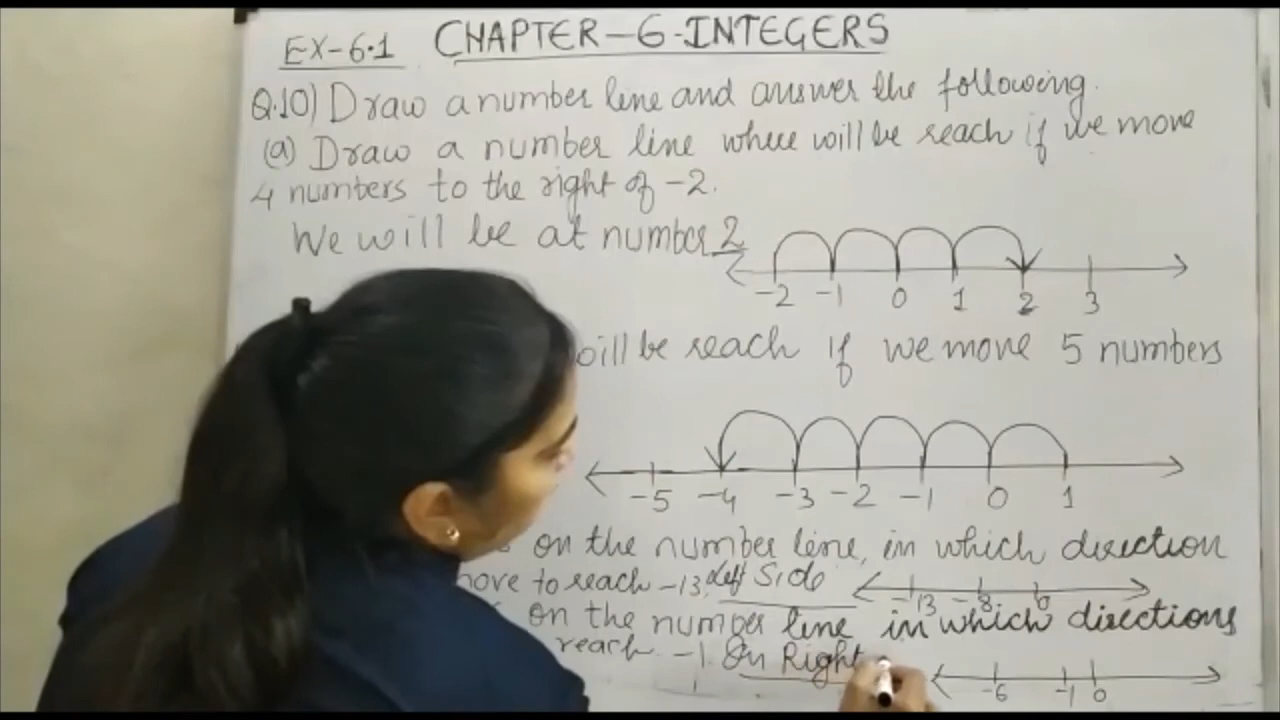 EX-6.1 CHAPTER-6-INTEGERS
Q.10) Draw a number line and answer the following.
(a) Draw a number line where will be reach if we move
4 numbers to the right of -2.
We will be at number 2
-2 -1 0 1 2 3
will be reach if we move 5 numbers
-5 -4 -3 -2 -1 0 1
on the number line, in which direction
move to reach -13. Left Side
-13 -8 0
on the number line in which directions
reach -1. On Right
-6 -1 0